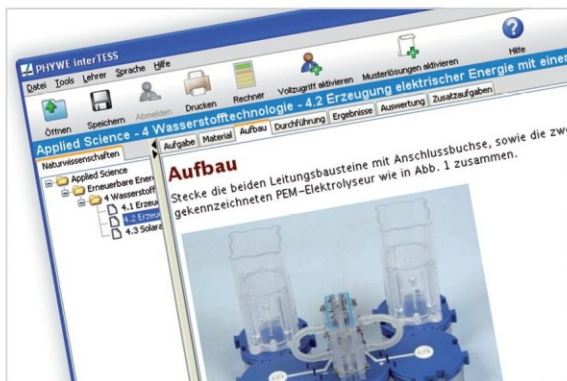 PHYWE interTESS
Datei Tools Lehrer Sprache Hilfe
Öffnen Speichern Abmelden Drucken Rechner Vollzugriff aktivieren Musterlösungen aktivieren Hilfe
Applied Science - 4 Wasserstofftechnologie - 4.2 Erzeugung elektrischer Energie mit einer
Naturwissenschaften
Aufgabe Material Aufbau Durchführung Ergebnisse Auswertung Zusatzaufgaben
Applied Science
Erneuerbare Ener
4 Wasserstoff
4.1 Erzeu
4.2 Erzeu
4.3 Solara
Aufbau
Stecke die beiden Leitungsbausteine mit Anschlussbuchse, sowie die zwe
gekennzeichneten PEM-Elektrolyseur wie in Abb. 1 zusammen.